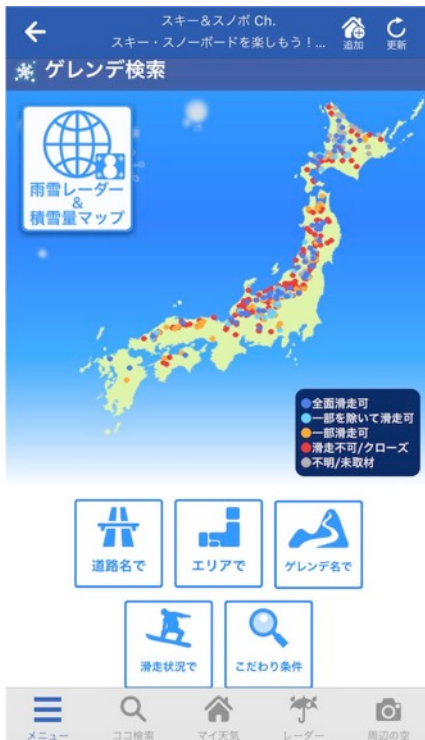 スキー＆スノボ Ch.
スキー・スノーボードを楽しもう！...
追加
更新
ゲレンデ検索
雨雪レーダー
&
積雪量マップ
全面滑走可
一部を除いて滑走可
一部滑走可
滑走不可/クローズ
不明/未取材
道路名で
エリアで
ゲレンデ名で
滑走状況で
こだわり条件
メニュー
ココ検索
マイ天気
レーダー
周辺の空